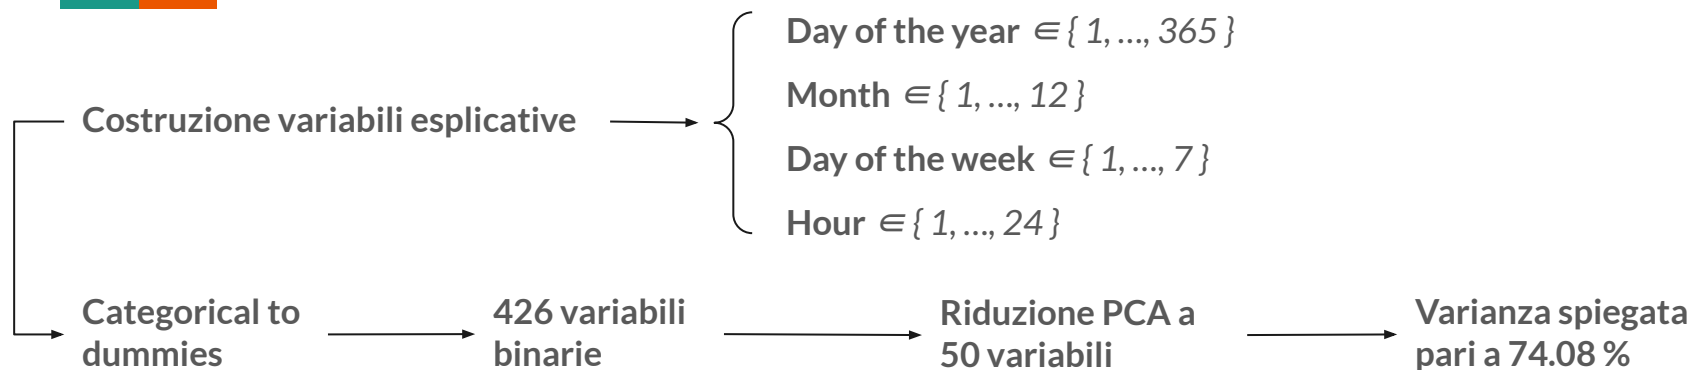 Day of the year ∈ { 1, ..., 365 }
Month ∈ { 1, ..., 12 }
Costruzione variabili esplicative
Day of the week ∈ { 1, ..., 7 }
Hour ∈ { 1, ..., 24 }
Categorical to
dummies
426 variabili
binarie
Riduzione PCA a
50 variabili
Varianza spiegata
pari a 74.08 %